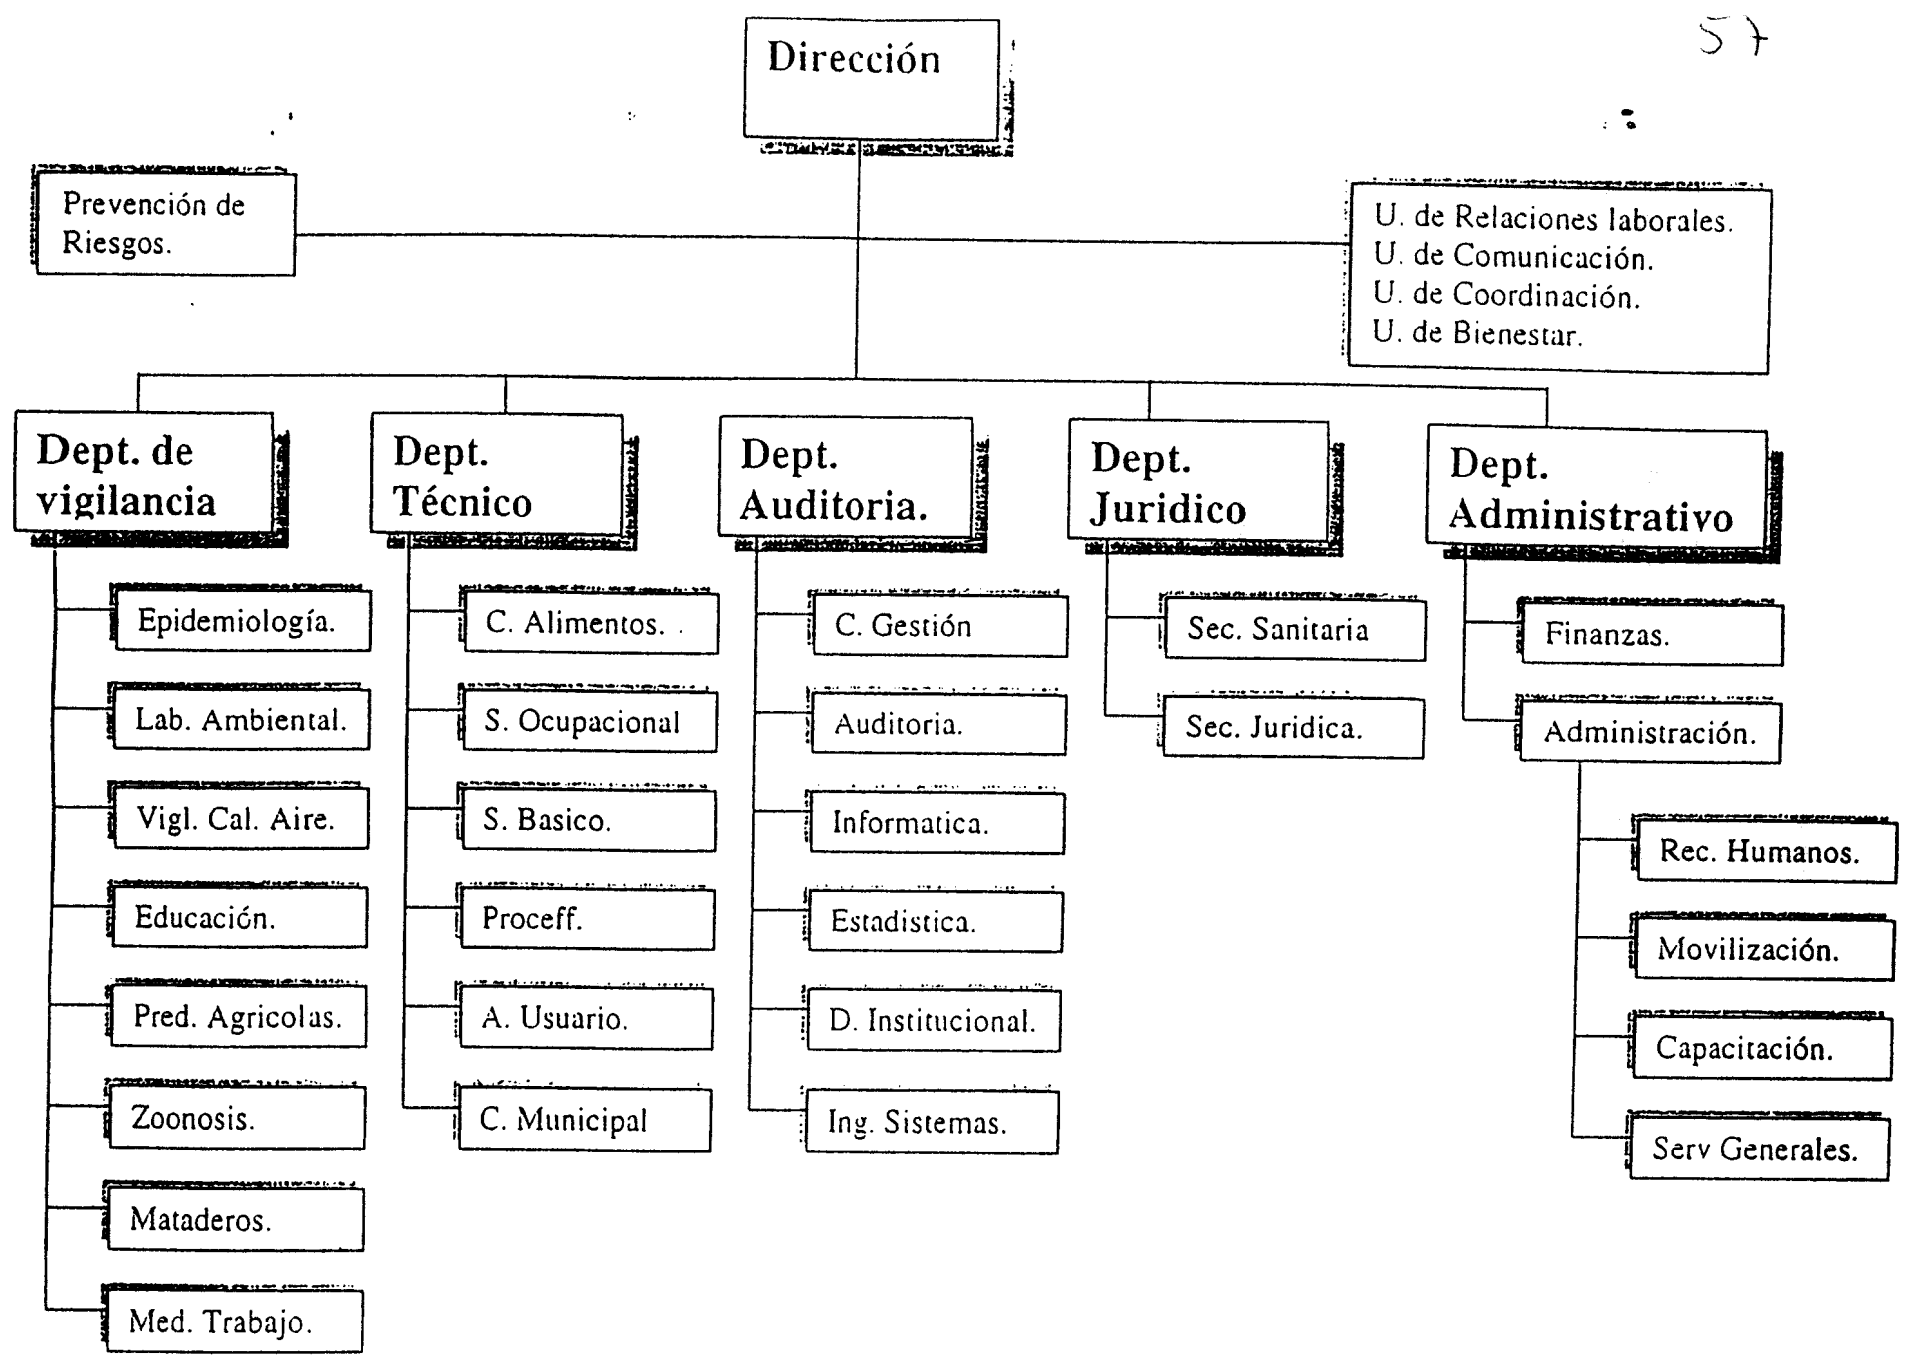 57
Dirección
Prevención de
Riesgos.
U. de Relaciones laborales.
U. de Comunicación.
U. de Coordinación.
U. de Bienestar.
Dept. de
vigilancia
Epidemiología.
Lab. Ambiental.
Vigl. Cal. Aire.
Educación.
Pred. Agricolas.
Zoonosis.
Mataderos.
Med. Trabajo.
Dept.
Técnico
C. Alimentos.
S. Ocupacional
S. Basico.
Proceff.
A. Usuario.
C. Municipal
Dept.
Auditoria.
C. Gestión
Auditoria.
Informatica.
Estadistica.
D. Institucional.
Ing. Sistemas.
Dept.
Juridico
Sec. Sanitaria
Sec. Juridica.
Dept.
Administrativo
Finanzas.
Administración.
Rec. Humanos.
Movilización.
Capacitación.
Serv Generales.